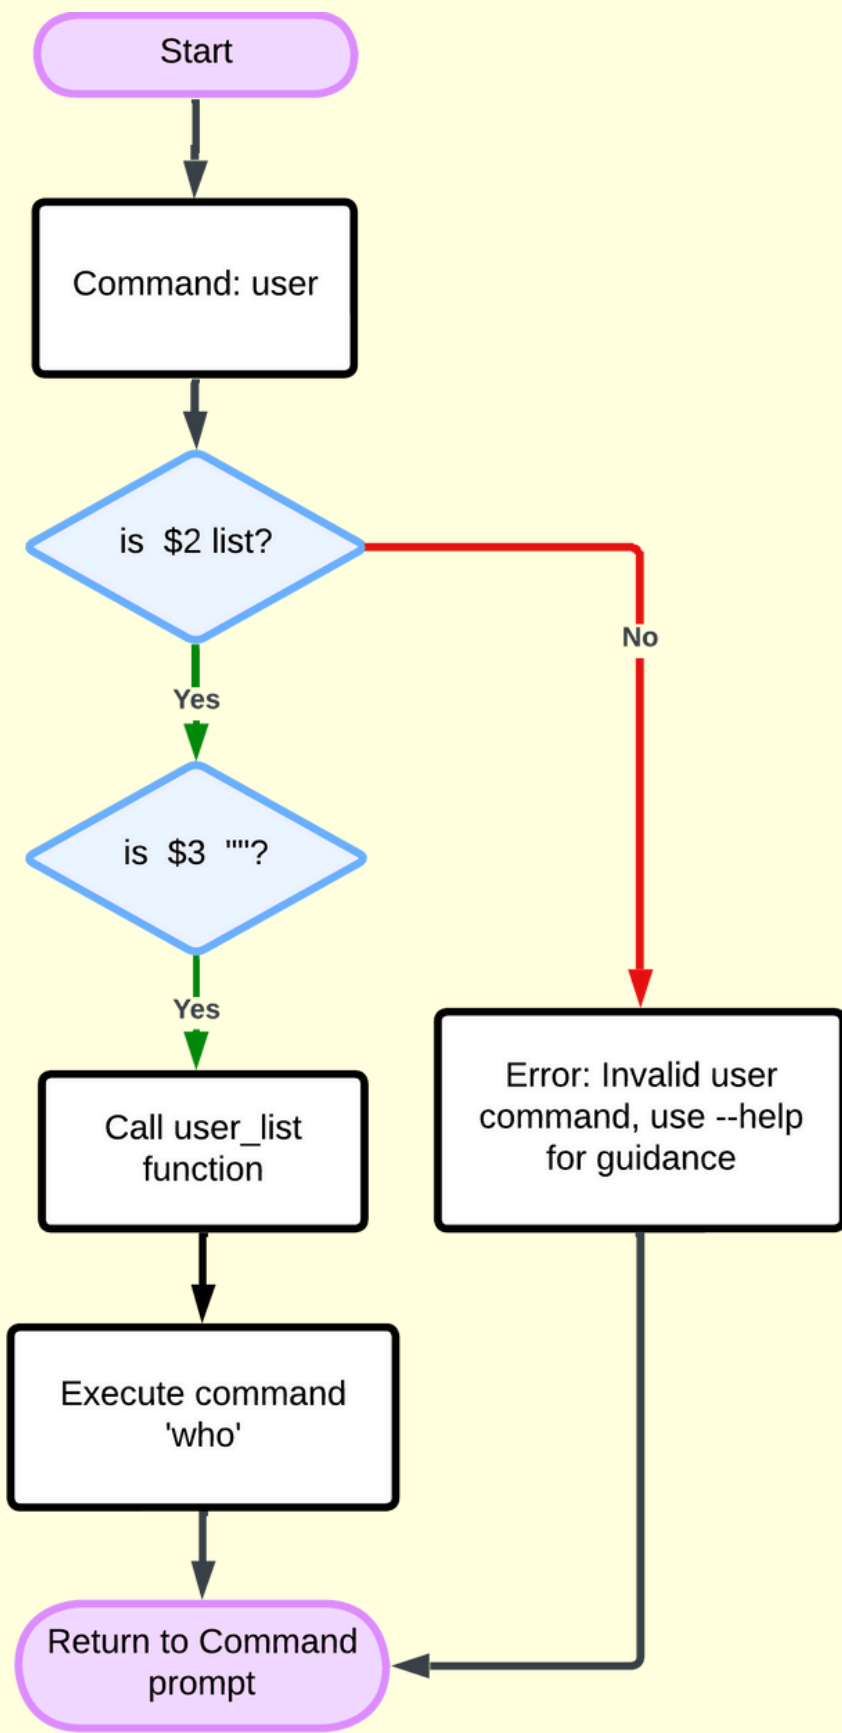 Start
Command: user
is  $2 list?
No
Yes
is  $3  ""?
Yes
Call user_list
function
Error: Invalid user
command, use --help
for guidance
Execute command
'who'
Return to Command
prompt